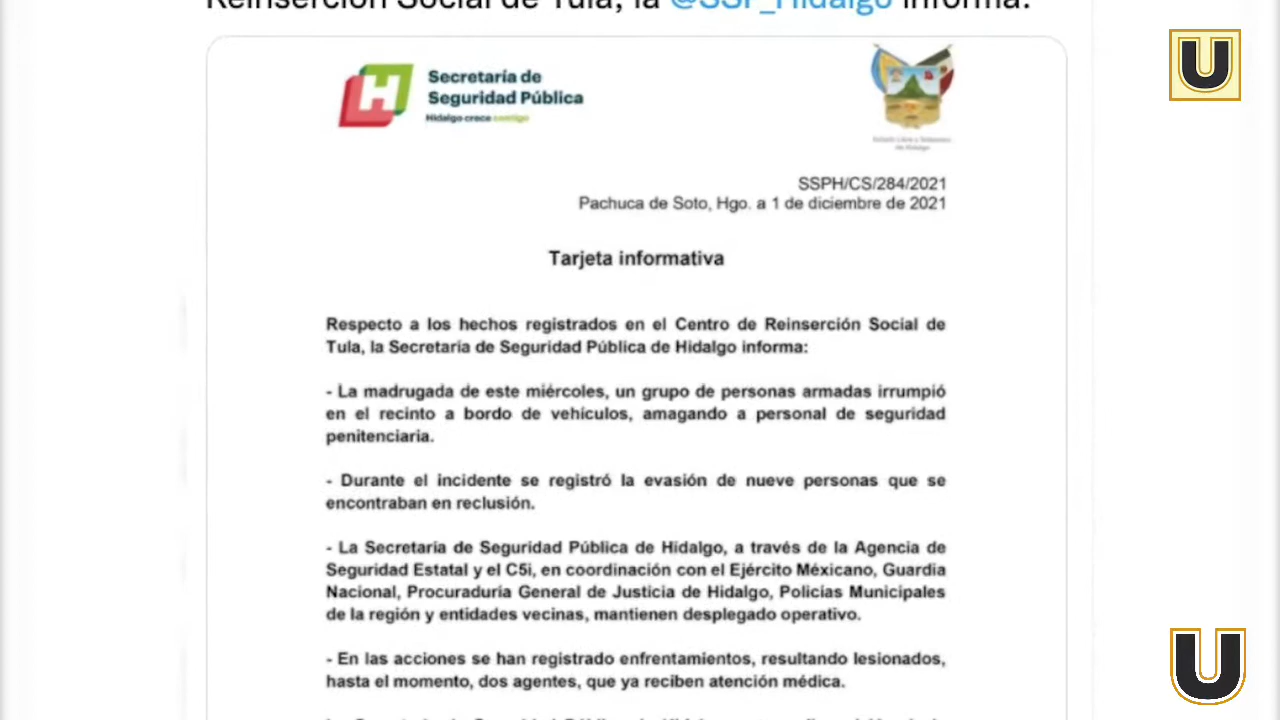 Reinserción Social de Tula, la @SSP_Hidalgo informa:
U
Secretaría de
Seguridad Pública
Hidalgo crece contigo
H
SSPH/CS/284/2021
Pachuca de Soto, Hgo. a 1 de diciembre de 2021
Tarjeta informativa
Respecto a los hechos registrados en el Centro de Reinserción Social de
Tula, la Secretaría de Seguridad Pública de Hidalgo informa:
- La madrugada de este miércoles, un grupo de personas armadas irrumpió
en el recinto a bordo de vehículos, amagando a personal de seguridad
penitenciaria.
- Durante el incidente se registró la evasión de nueve personas que se
encontraban en reclusión.
- La Secretaría de Seguridad Pública de Hidalgo, a través de la Agencia de
Seguridad Estatal y el C5i, en coordinación con el Ejército Méxicano, Guardia
Nacional, Procuraduría General de Justicia de Hidalgo, Policías Municipales
de la región y entidades vecinas, mantienen desplegado operativo.
- En las acciones se han registrado enfrentamientos, resultando lesionados,
hasta el momento, dos agentes, que ya reciben atención médica.
U